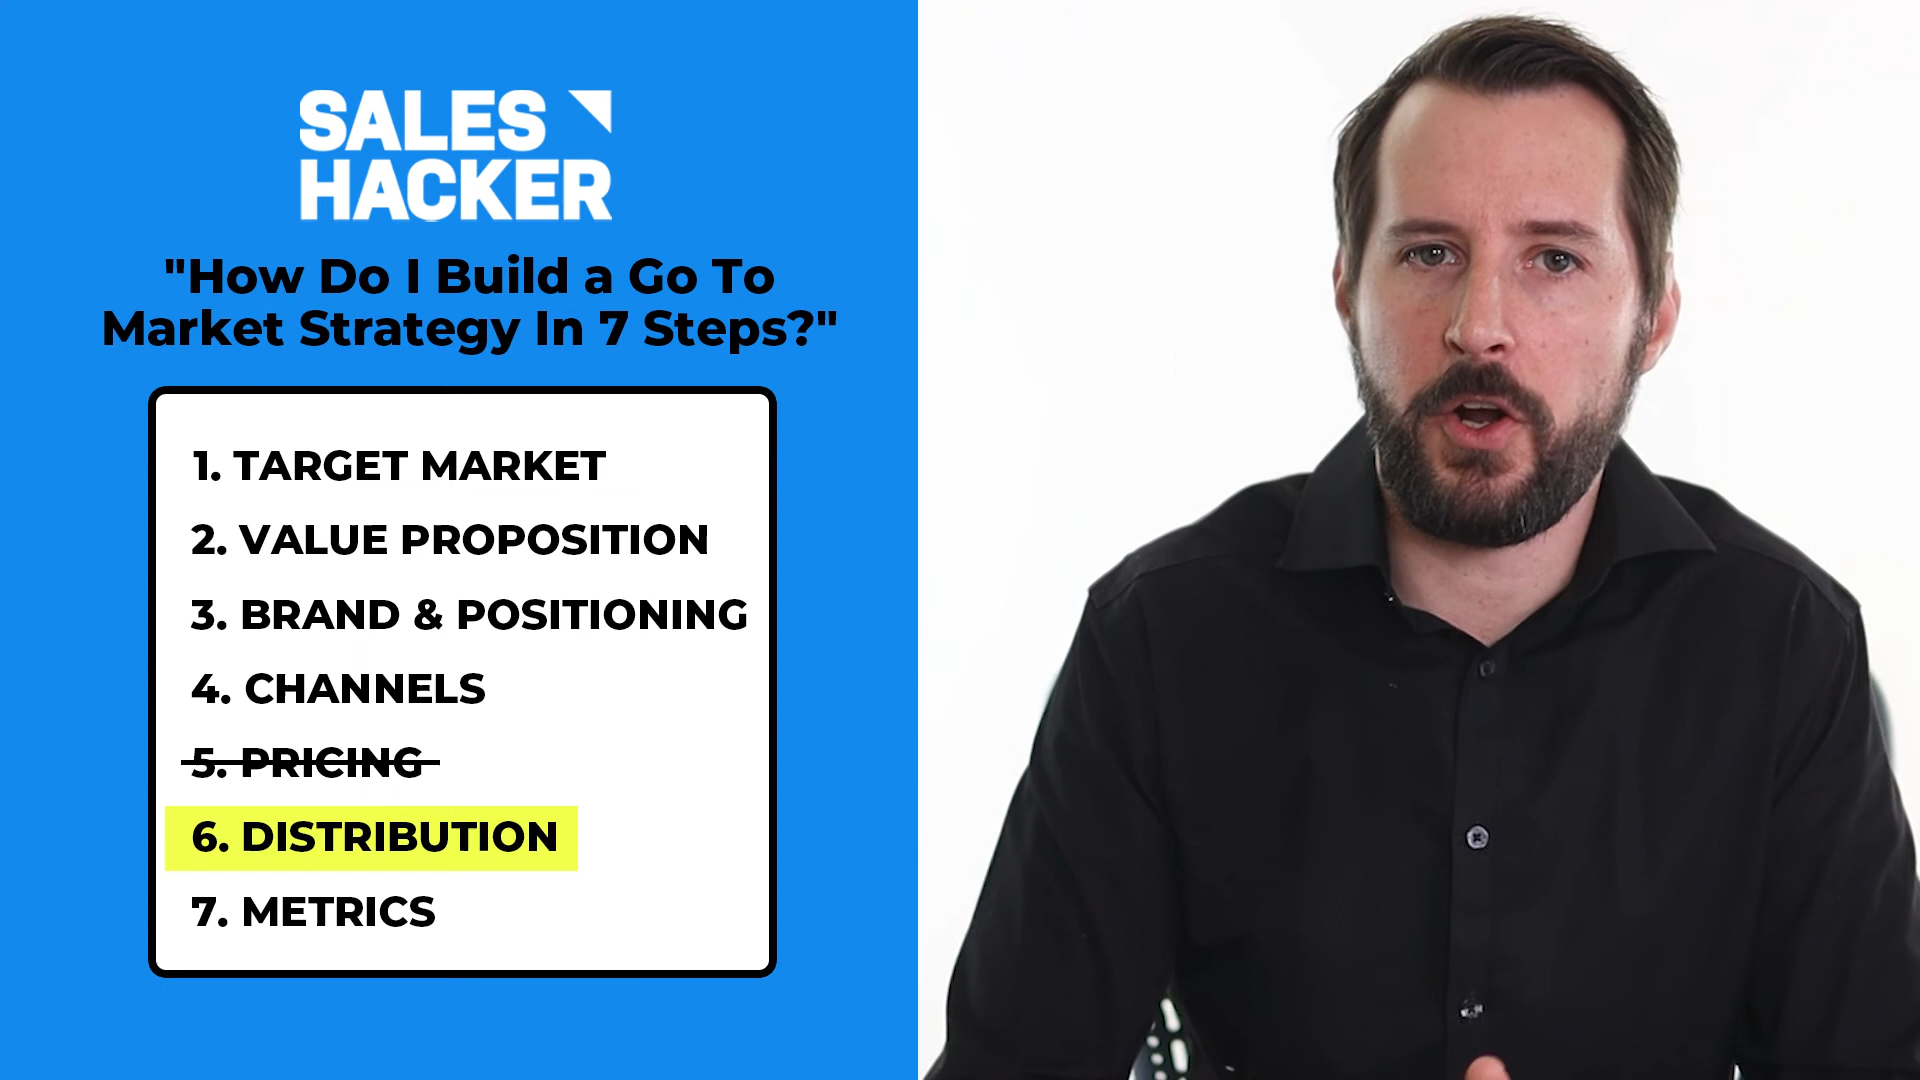 SALES
HACKER
"How Do I Build a Go To
Market Strategy In 7 Steps?"
1. TARGET MARKET
2. VALUE PROPOSITION
3. BRAND & POSITIONING
4. CHANNELS
5. PRICING
6. DISTRIBUTION
7. METRICS